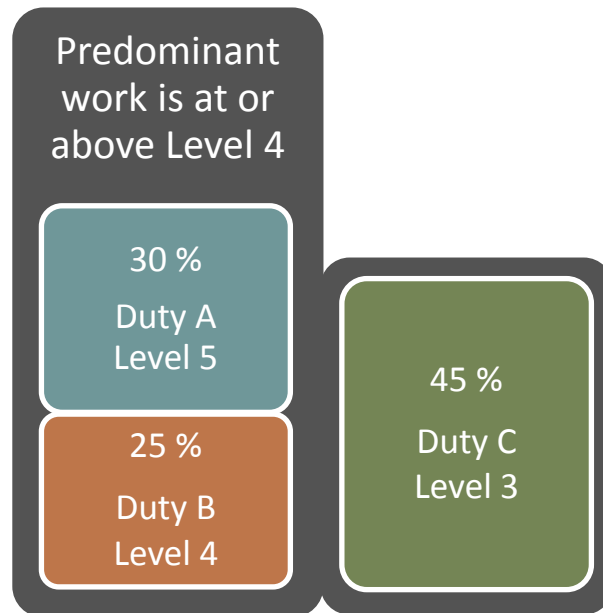 Predominant
work is at or
above Level 4
30 %
Duty A
Level 5
25 %
Duty B
Level 4
45 %
Duty C
Level 3